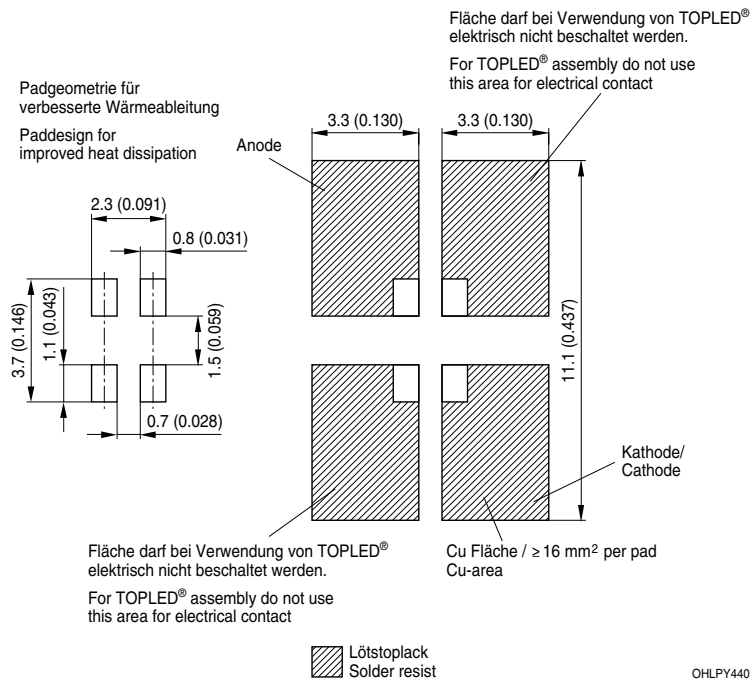 Fläche darf bei Verwendung von TOPLED®
elektrisch nicht beschaltet werden.
For TOPLED® assembly do not use
this area for electrical contact
Padgeometrie für
verbesserte Wärmeableitung
Paddesign for
improved heat dissipation
Anode
3.3 (0.130)
3.3 (0.130)
2.3 (0.091)
0.8 (0.031)
3.7 (0.146)
1.1 (0.043)
1.5 (0.059)
0.7 (0.028)
11.1 (0.437)
Kathode/
Cathode
Fläche darf bei Verwendung von TOPLED®
elektrisch nicht beschaltet werden.
For TOPLED® assembly do not use
this area for electrical contact
Cu Fläche / ≥ 16 mm² per pad
Cu-area
Lötstoplack
Solder resist
OHLPY440